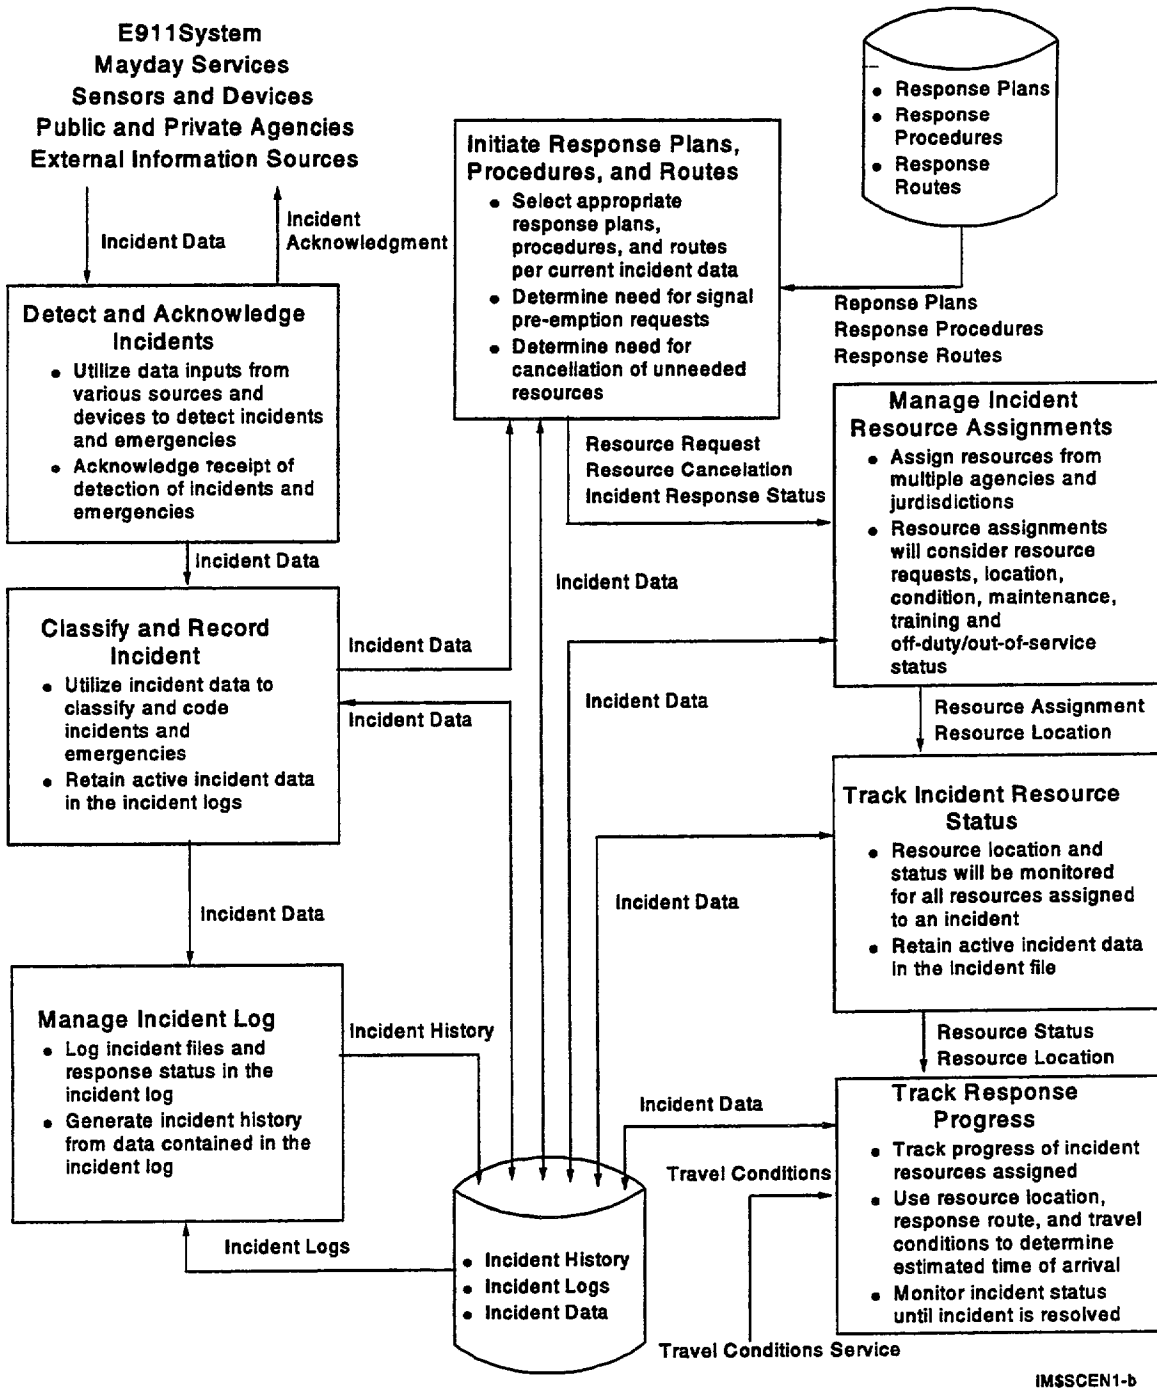 E911System
Mayday Services
Sensors and Devices
Public and Private Agencies
External Information Sources
Incident Data
Incident
Acknowledgment
Detect and Acknowledge
Incidents
• Utilize data inputs from
various sources and
devices to detect incidents
and emergencies
• Acknowledge receipt of
detection of incidents and
emergencies
Incident Data
Classify and Record
Incident
• Utilize incident data to
classify and code
incidents and
emergencies
• Retain active incident data
in the incident logs
Incident Data
Incident Data
Incident Data
Manage Incident Log
• Log incident files and
response status in the
incident log
• Generate incident history
from data contained in the
incident log
Incident History
Incident Logs
Initiate Response Plans,
Procedures, and Routes
• Select appropriate
response plans,
procedures, and routes
per current incident data
• Determine need for signal
pre-emption requests
• Determine need for
cancellation of unneeded
resources
• Response Plans
• Response
Procedures
• Response
Routes
Reponse Plans
Response Procedures
Response Routes
Resource Request
Resource Cancelation
Incident Response Status
Incident Data
Incident Data
Incident Data
Incident Data
Manage Incident
Resource Assignments
• Assign resources from
multiple agencies and
jurdisdictions
• Resource assignments
will consider resource
requests, location,
condition, maintenance,
training and
off-duty/out-of-service
status
Resource Assignment
Resource Location
Track Incident Resource
Status
• Resource location and
status will be monitored
for all resources assigned
to an incident
• Retain active incident data
in the incident file
Resource Status
Resource Location
Track Response
Progress
• Track progress of incident
resources assigned
• Use resource location,
response route, and travel
conditions to determine
estimated time of arrival
• Monitor incident status
until incident is resolved
Travel Conditions
Travel Conditions Service
• Incident History
• Incident Logs
• Incident Data
IMSSCEN1-b